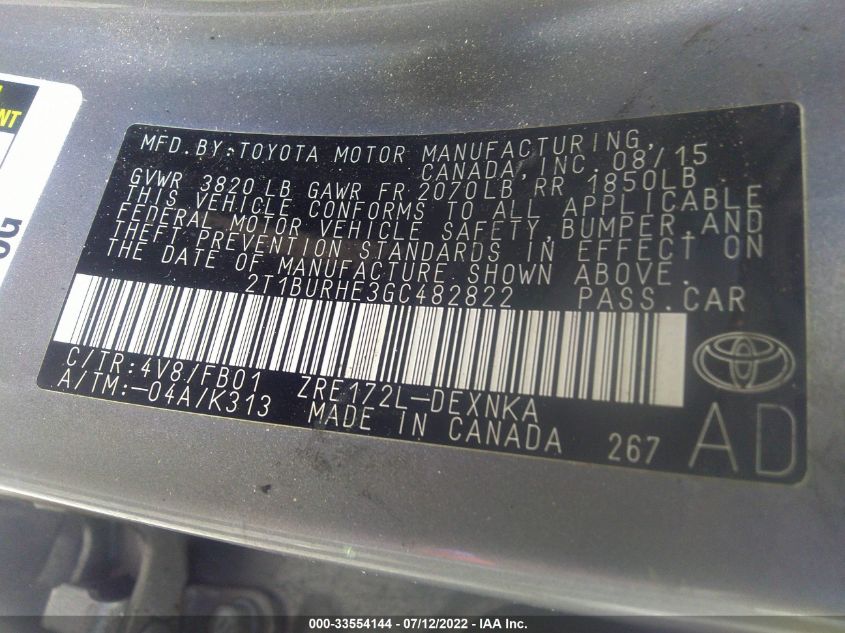 NT
MFD.BY:TOYOTA MOTOR MANUFACTURING,
CANADA,INC. 08/15
GVWR 3820LB GAWR FR 2070LB RR 1850LB
THIS VEHICLE CONFORMS TO ALL APPLICABLE
FEDERAL MOTOR VEHICLE SAFETY,BUMPER,AND
THEFT PREVENTION STANDARDS IN EFFECT ON
THE DATE OF MANUFACTURE SHOWN ABOVE.
2T1BURHE3GC482822 PASS.CAR
C/TR:4V8/FB01 ZRE172L-DEXNKA
A/TM:-04A/K313 MADE IN CANADA 267 AD
000-33554144 - 07/12/2022 - IAA Inc.